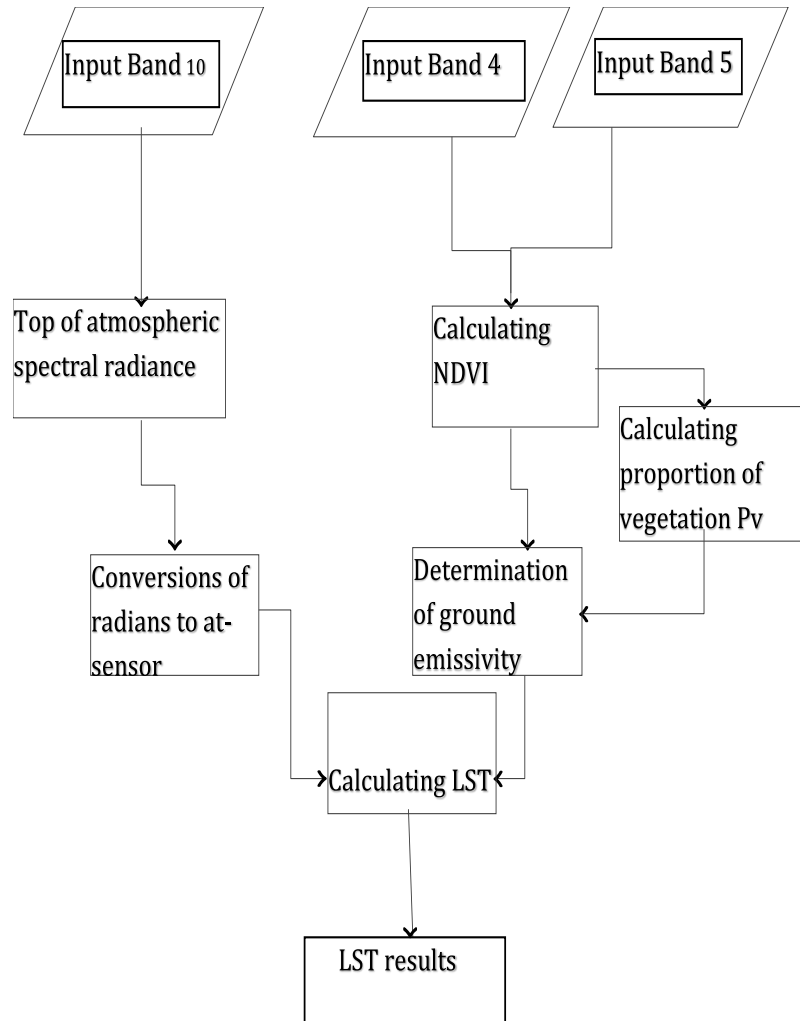 Input Band 10
Input Band 4
Input Band 5
Top of atmospheric
spectral radiance
Calculating
NDVI
Calculating
proportion of
vegetation Pv
Conversions of
radians to at-
sensor
Determination
of ground
emissivity
Calculating LST
LST results